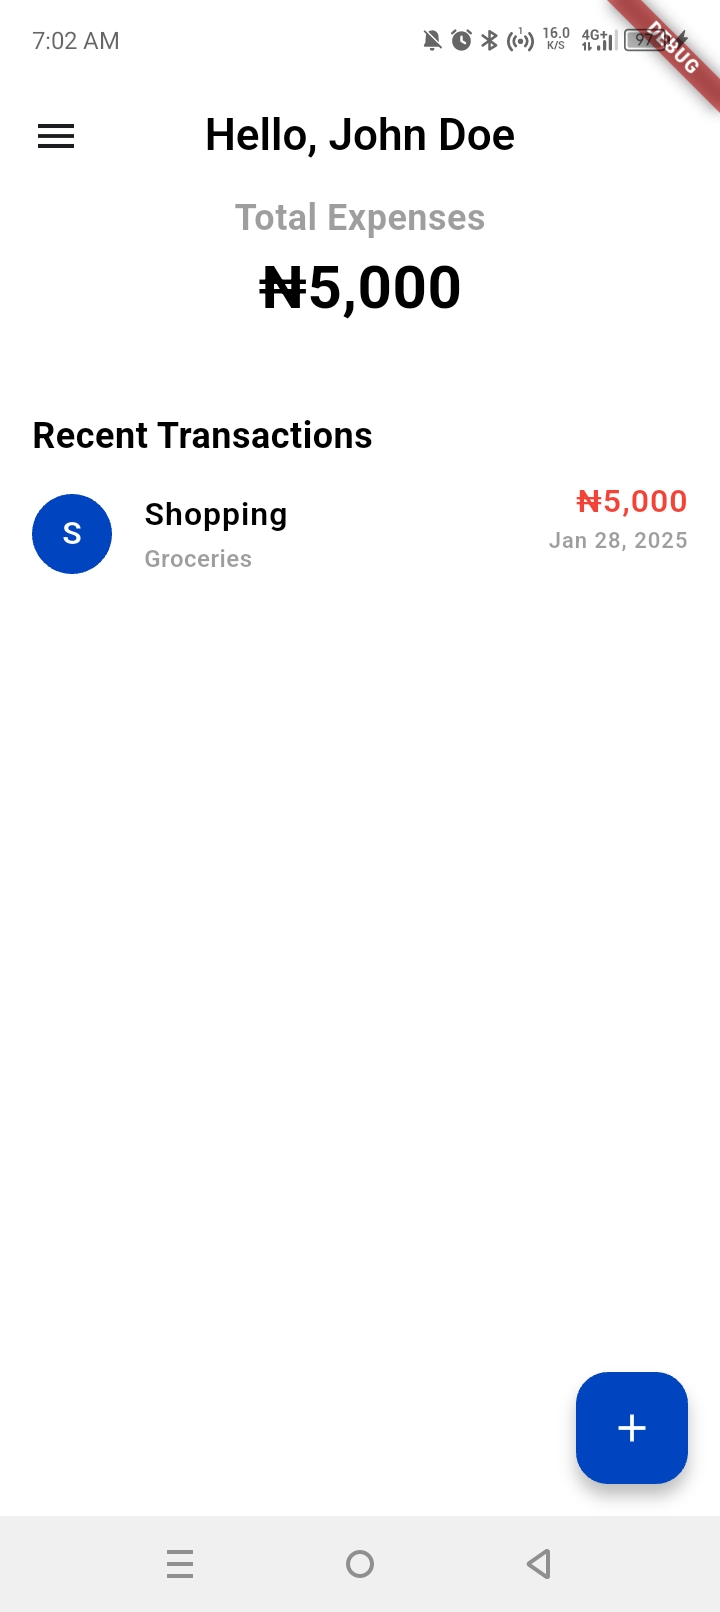 7:02 AM
1
16.0
K/S
4G+
97
DEBUG
Hello, John Doe
Total Expenses
₦5,000
Recent Transactions
S
Shopping
₦5,000
Groceries
Jan 28, 2025
+